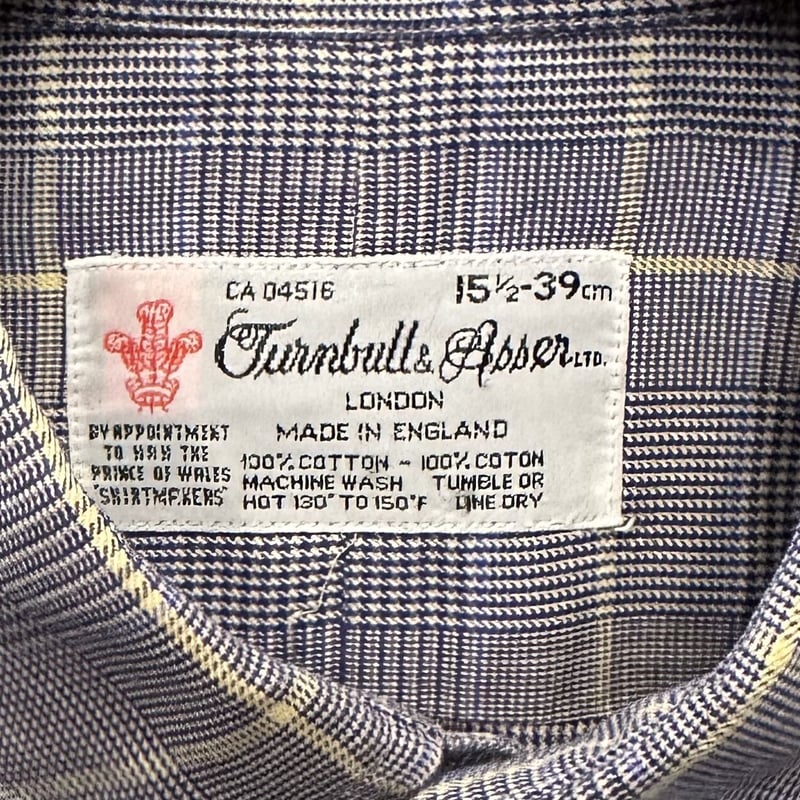 CA 04516
15½-39cm
Turnbull & Asser LTD.
LONDON
MADE IN ENGLAND
BY APPOINTMENT
TO HRH THE
PRINCE OF WALES
"SHIRTMAKERS"
100% COTTON - 100% COTON
MACHINE WASH TUMBLE OR
HOT 130° TO 150°F LINE DRY